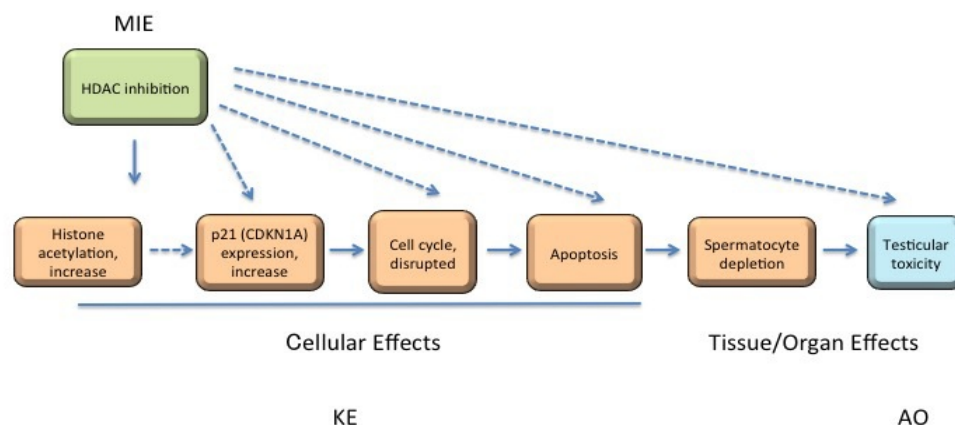 MIE
HDAC inhibition
Histone
acetylation,
increase
p21 (CDKN1A)
expression,
increase
Cell cycle,
disrupted
Apoptosis
Spermatocyte
depletion
Testicular
toxicity
Cellular Effects
Tissue/Organ Effects
KE
AO